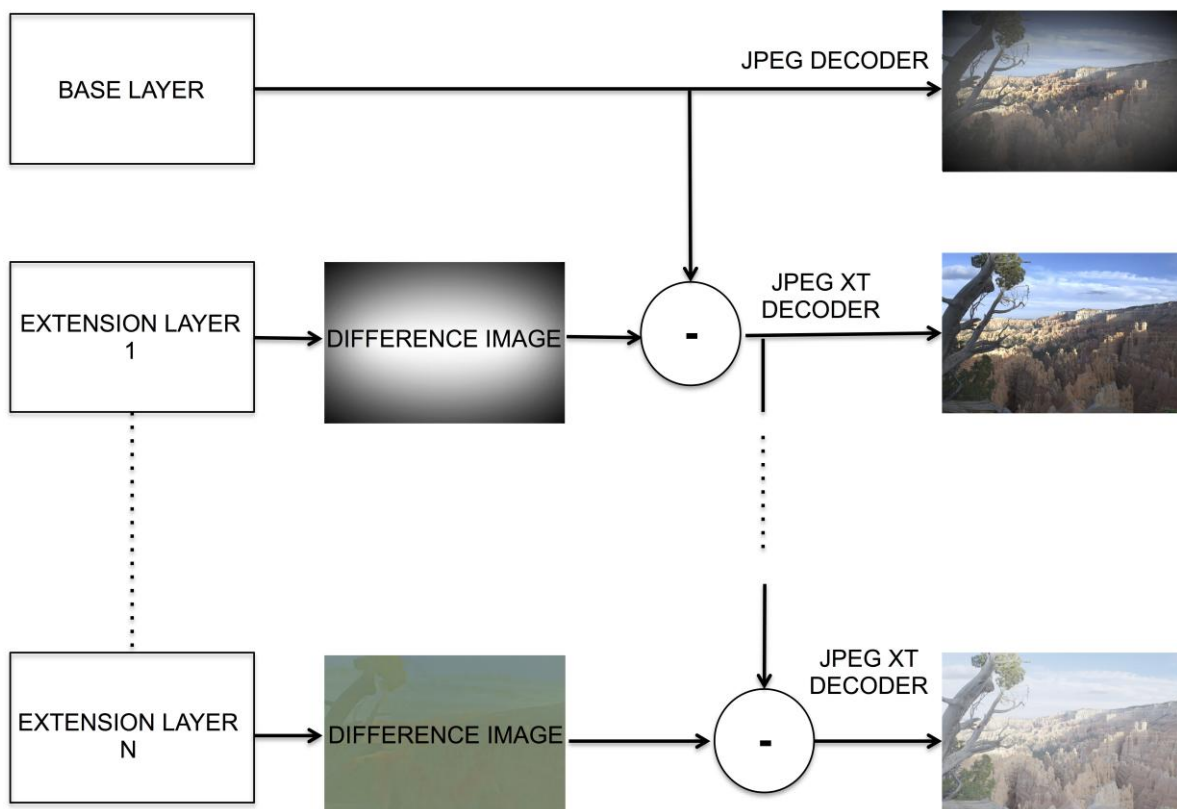 BASE LAYER
JPEG DECODER
EXTENSION LAYER
1
DIFFERENCE IMAGE
-
JPEG XT
DECODER
EXTENSION LAYER
N
DIFFERENCE IMAGE
-
JPEG XT
DECODER